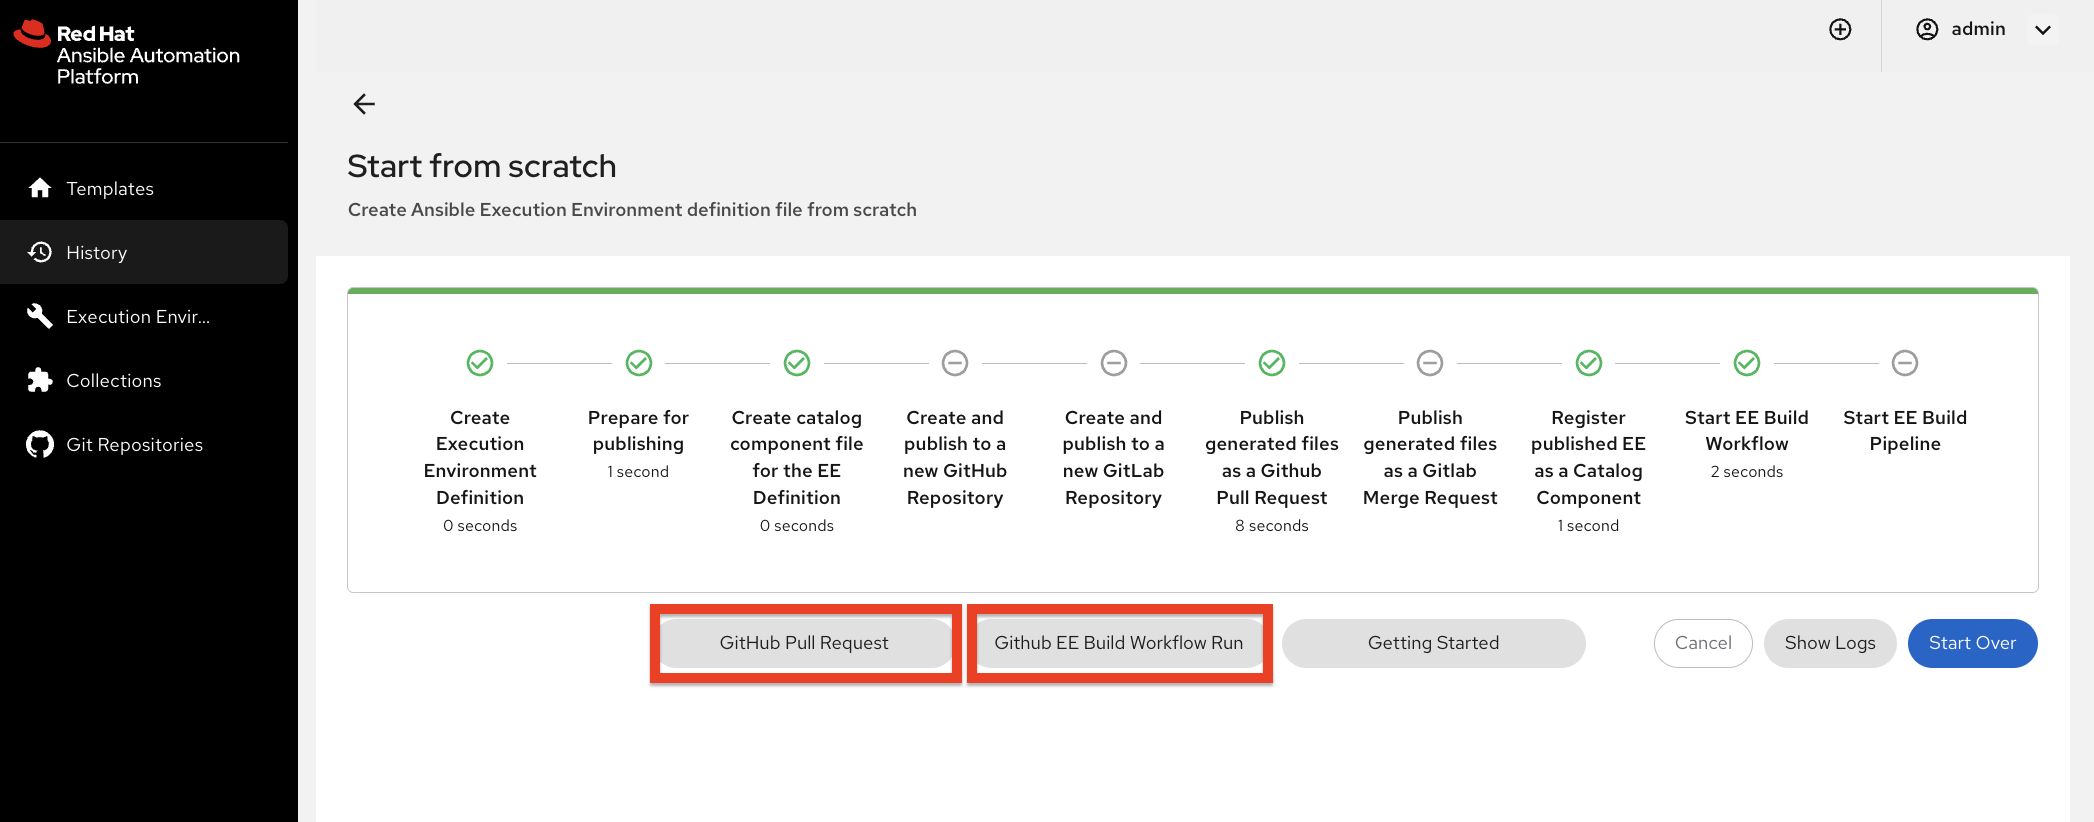 Red Hat
Ansible Automation
Platform
admin
Templates
History
Execution Envir...
Collections
Git Repositories
Start from scratch
Create Ansible Execution Environment definition file from scratch
Create
Execution
Environment
Definition
0 seconds
Prepare for
publishing
1 second
Create catalog
component file
for the EE
Definition
0 seconds
Create and
publish to a
new GitHub
Repository
Create and
publish to a
new GitLab
Repository
Publish
generated files
as a Github
Pull Request
8 seconds
Publish
generated files
as a Gitlab
Merge Request
Register
published EE
as a Catalog
Component
1 second
Start EE Build
Workflow
2 seconds
Start EE Build
Pipeline
GitHub Pull Request
Github EE Build Workflow Run
Getting Started
Cancel
Show Logs
Start Over